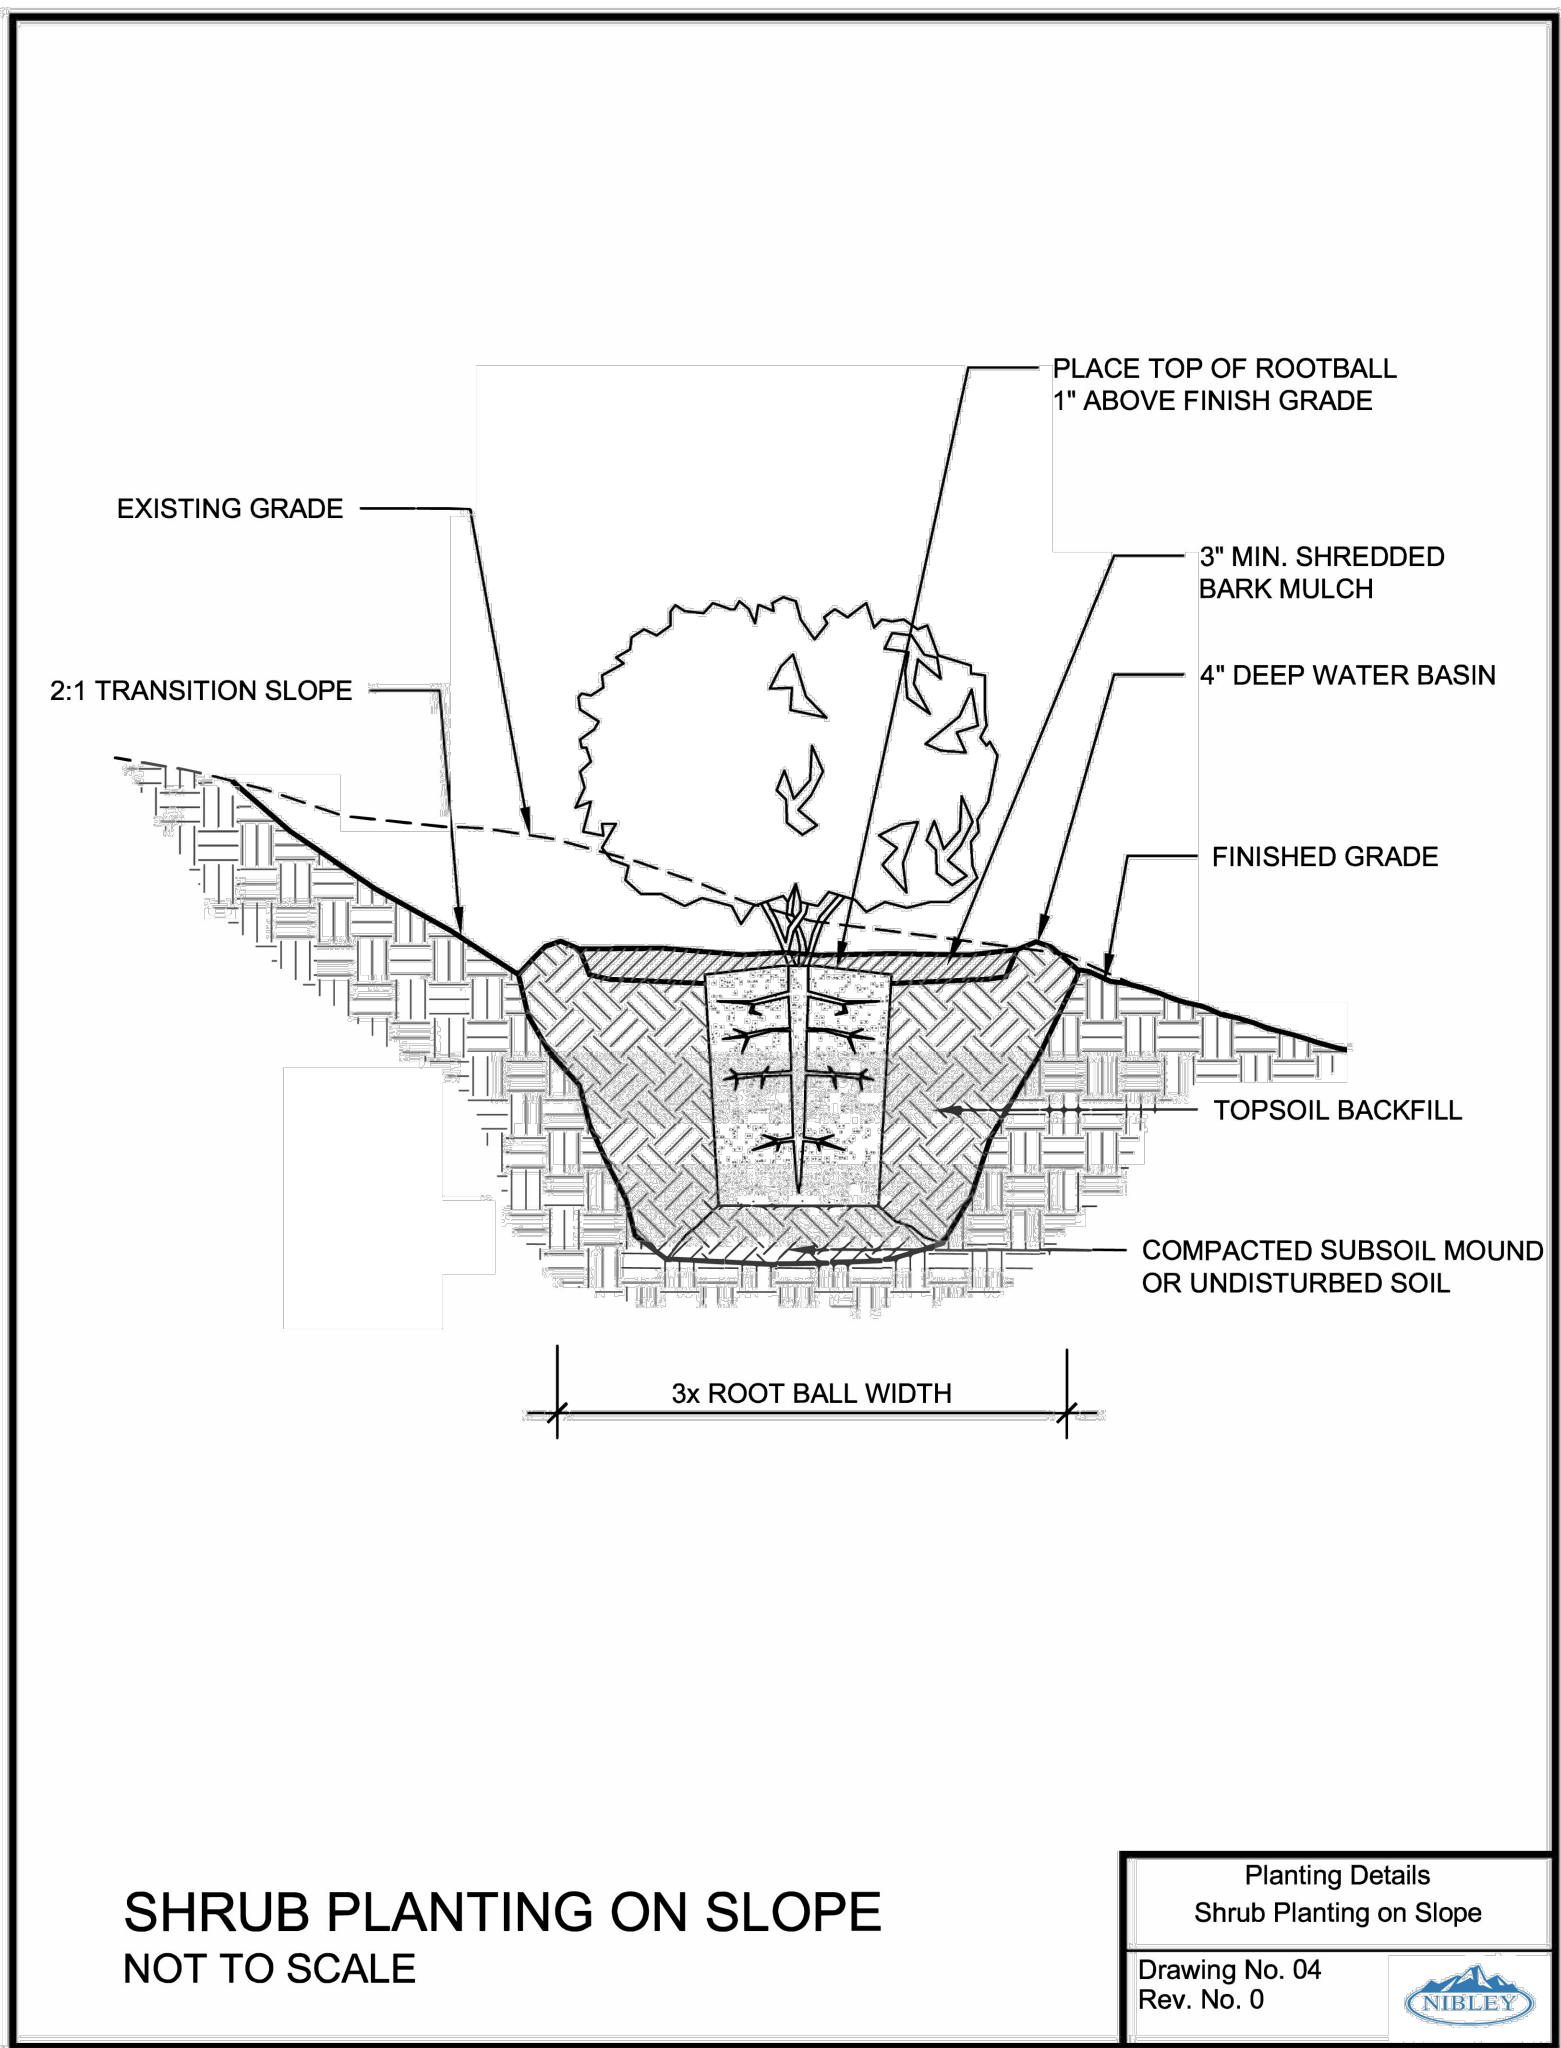 PLACE TOP OF ROOTBALL
1" ABOVE FINISH GRADE
EXISTING GRADE
3" MIN. SHREDDED
BARK MULCH
4" DEEP WATER BASIN
2:1 TRANSITION SLOPE
FINISHED GRADE
TOPSOIL BACKFILL
COMPACTED SUBSOIL MOUND
OR UNDISTURBED SOIL
3x ROOT BALL WIDTH
SHRUB PLANTING ON SLOPE
NOT TO SCALE
Planting Details
Shrub Planting on Slope
Drawing No. 04
Rev. No. 0
NIBLEY